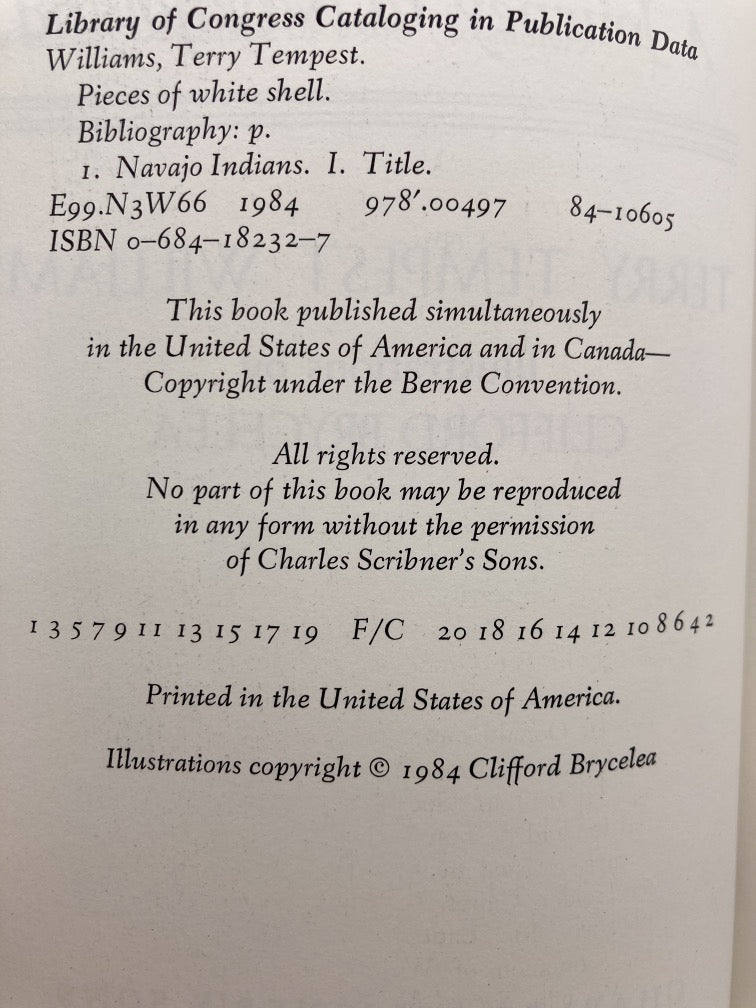 Library of Congress Cataloging in Publication Data
Williams, Terry Tempest.
Pieces of white shell.
Bibliography: p.
1. Navajo Indians. I. Title.
E99.N3W66 1984 978′.00497 84–10605
ISBN 0–684–18232–7
This book published simultaneously
in the United States of America and in Canada—
Copyright under the Berne Convention.
All rights reserved.
No part of this book may be reproduced
in any form without the permission
of Charles Scribner's Sons.
1 3 5 7 9 11 13 15 17 19 F/C 20 18 16 14 12 10 8 6 4 2
Printed in the United States of America.
Illustrations copyright © 1984 Clifford Brycelea